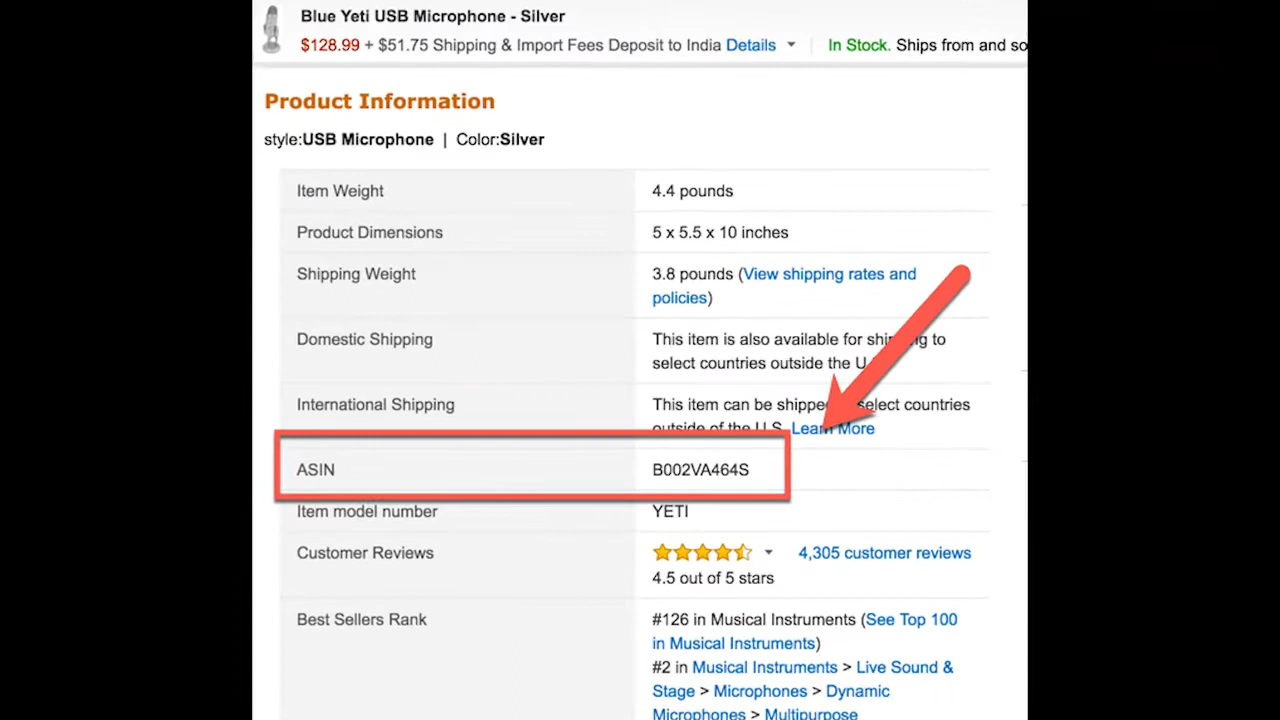 Blue Yeti USB Microphone - Silver
$128.99 + $51.75 Shipping & Import Fees Deposit to India Details
In Stock. Ships from and so
Product Information
style:USB Microphone | Color:Silver
Item Weight 4.4 pounds
Product Dimensions 5 x 5.5 x 10 inches
Shipping Weight 3.8 pounds (View shipping rates and
policies)
Domestic Shipping This item is also available for shipping to
select countries outside the U.
International Shipping This item can be shipped select countries
outside of the U.S. Learn More
ASIN B002VA464S
Item model number YETI
Customer Reviews 4,305 customer reviews
4.5 out of 5 stars
Best Sellers Rank #126 in Musical Instruments (See Top 100
in Musical Instruments)
#2 in Musical Instruments > Live Sound &
Stage > Microphones > Dynamic
Microphones > Multipurpose